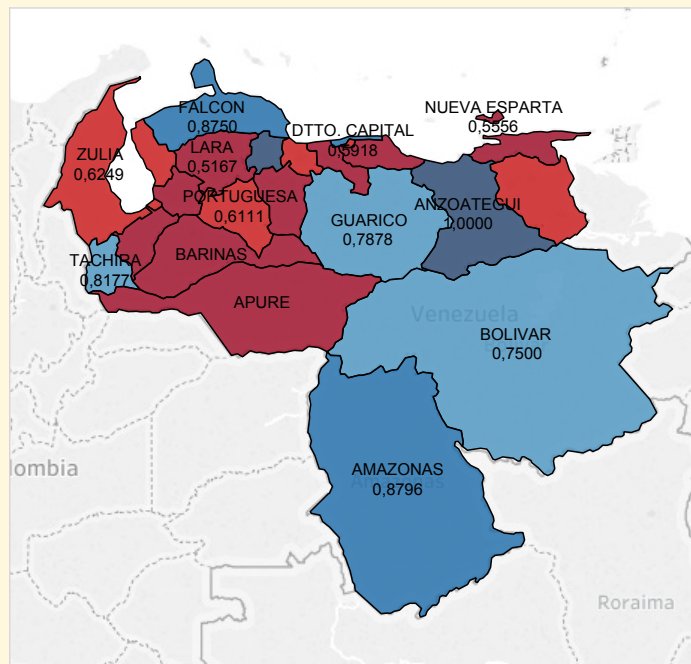 FALCON
0,8750
NUEVA ESPARTA
0,5556
DTTO. CAPITAL
0,5918
ZULIA
0,6249
LARA
0,5167
PORTUGUESA
0,6111
ANZOATEGUI
1,0000
GUARICO
0,7878
BARINAS
TACHIRA
0,8177
APURE
Venezuela
BOLIVAR
0,7500
lombia
AMAZONAS
0,8796
Roraima